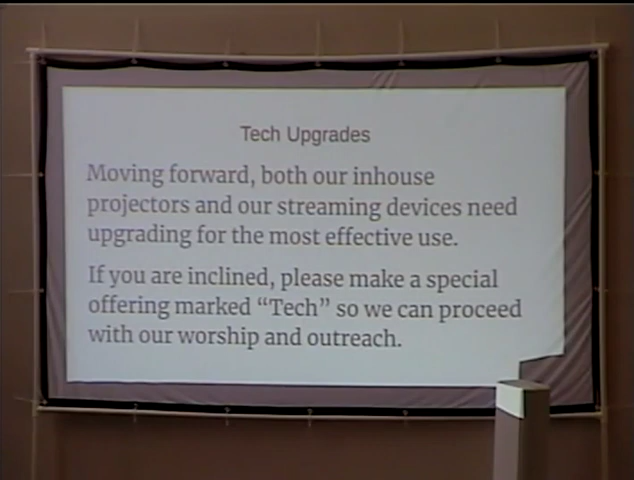 Tech Upgrades
Moving forward, both our inhouse
projectors and our streaming devices need
upgrading for the most effective use.
If you are inclined, please make a special
offering marked “Tech” so we can proceed
with our worship and outreach.